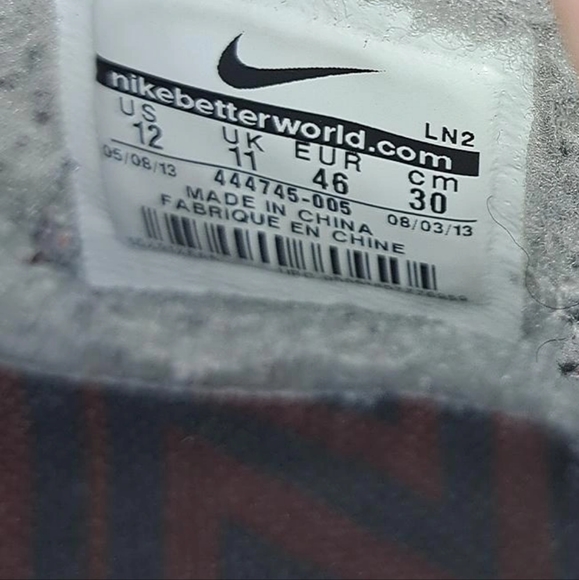 nikebetterworld.com
LN2
US UK EUR cm
12 11 46 30
05/08/13 444745-005 08/03/13
MADE IN CHINA
FABRIQUE EN CHINE